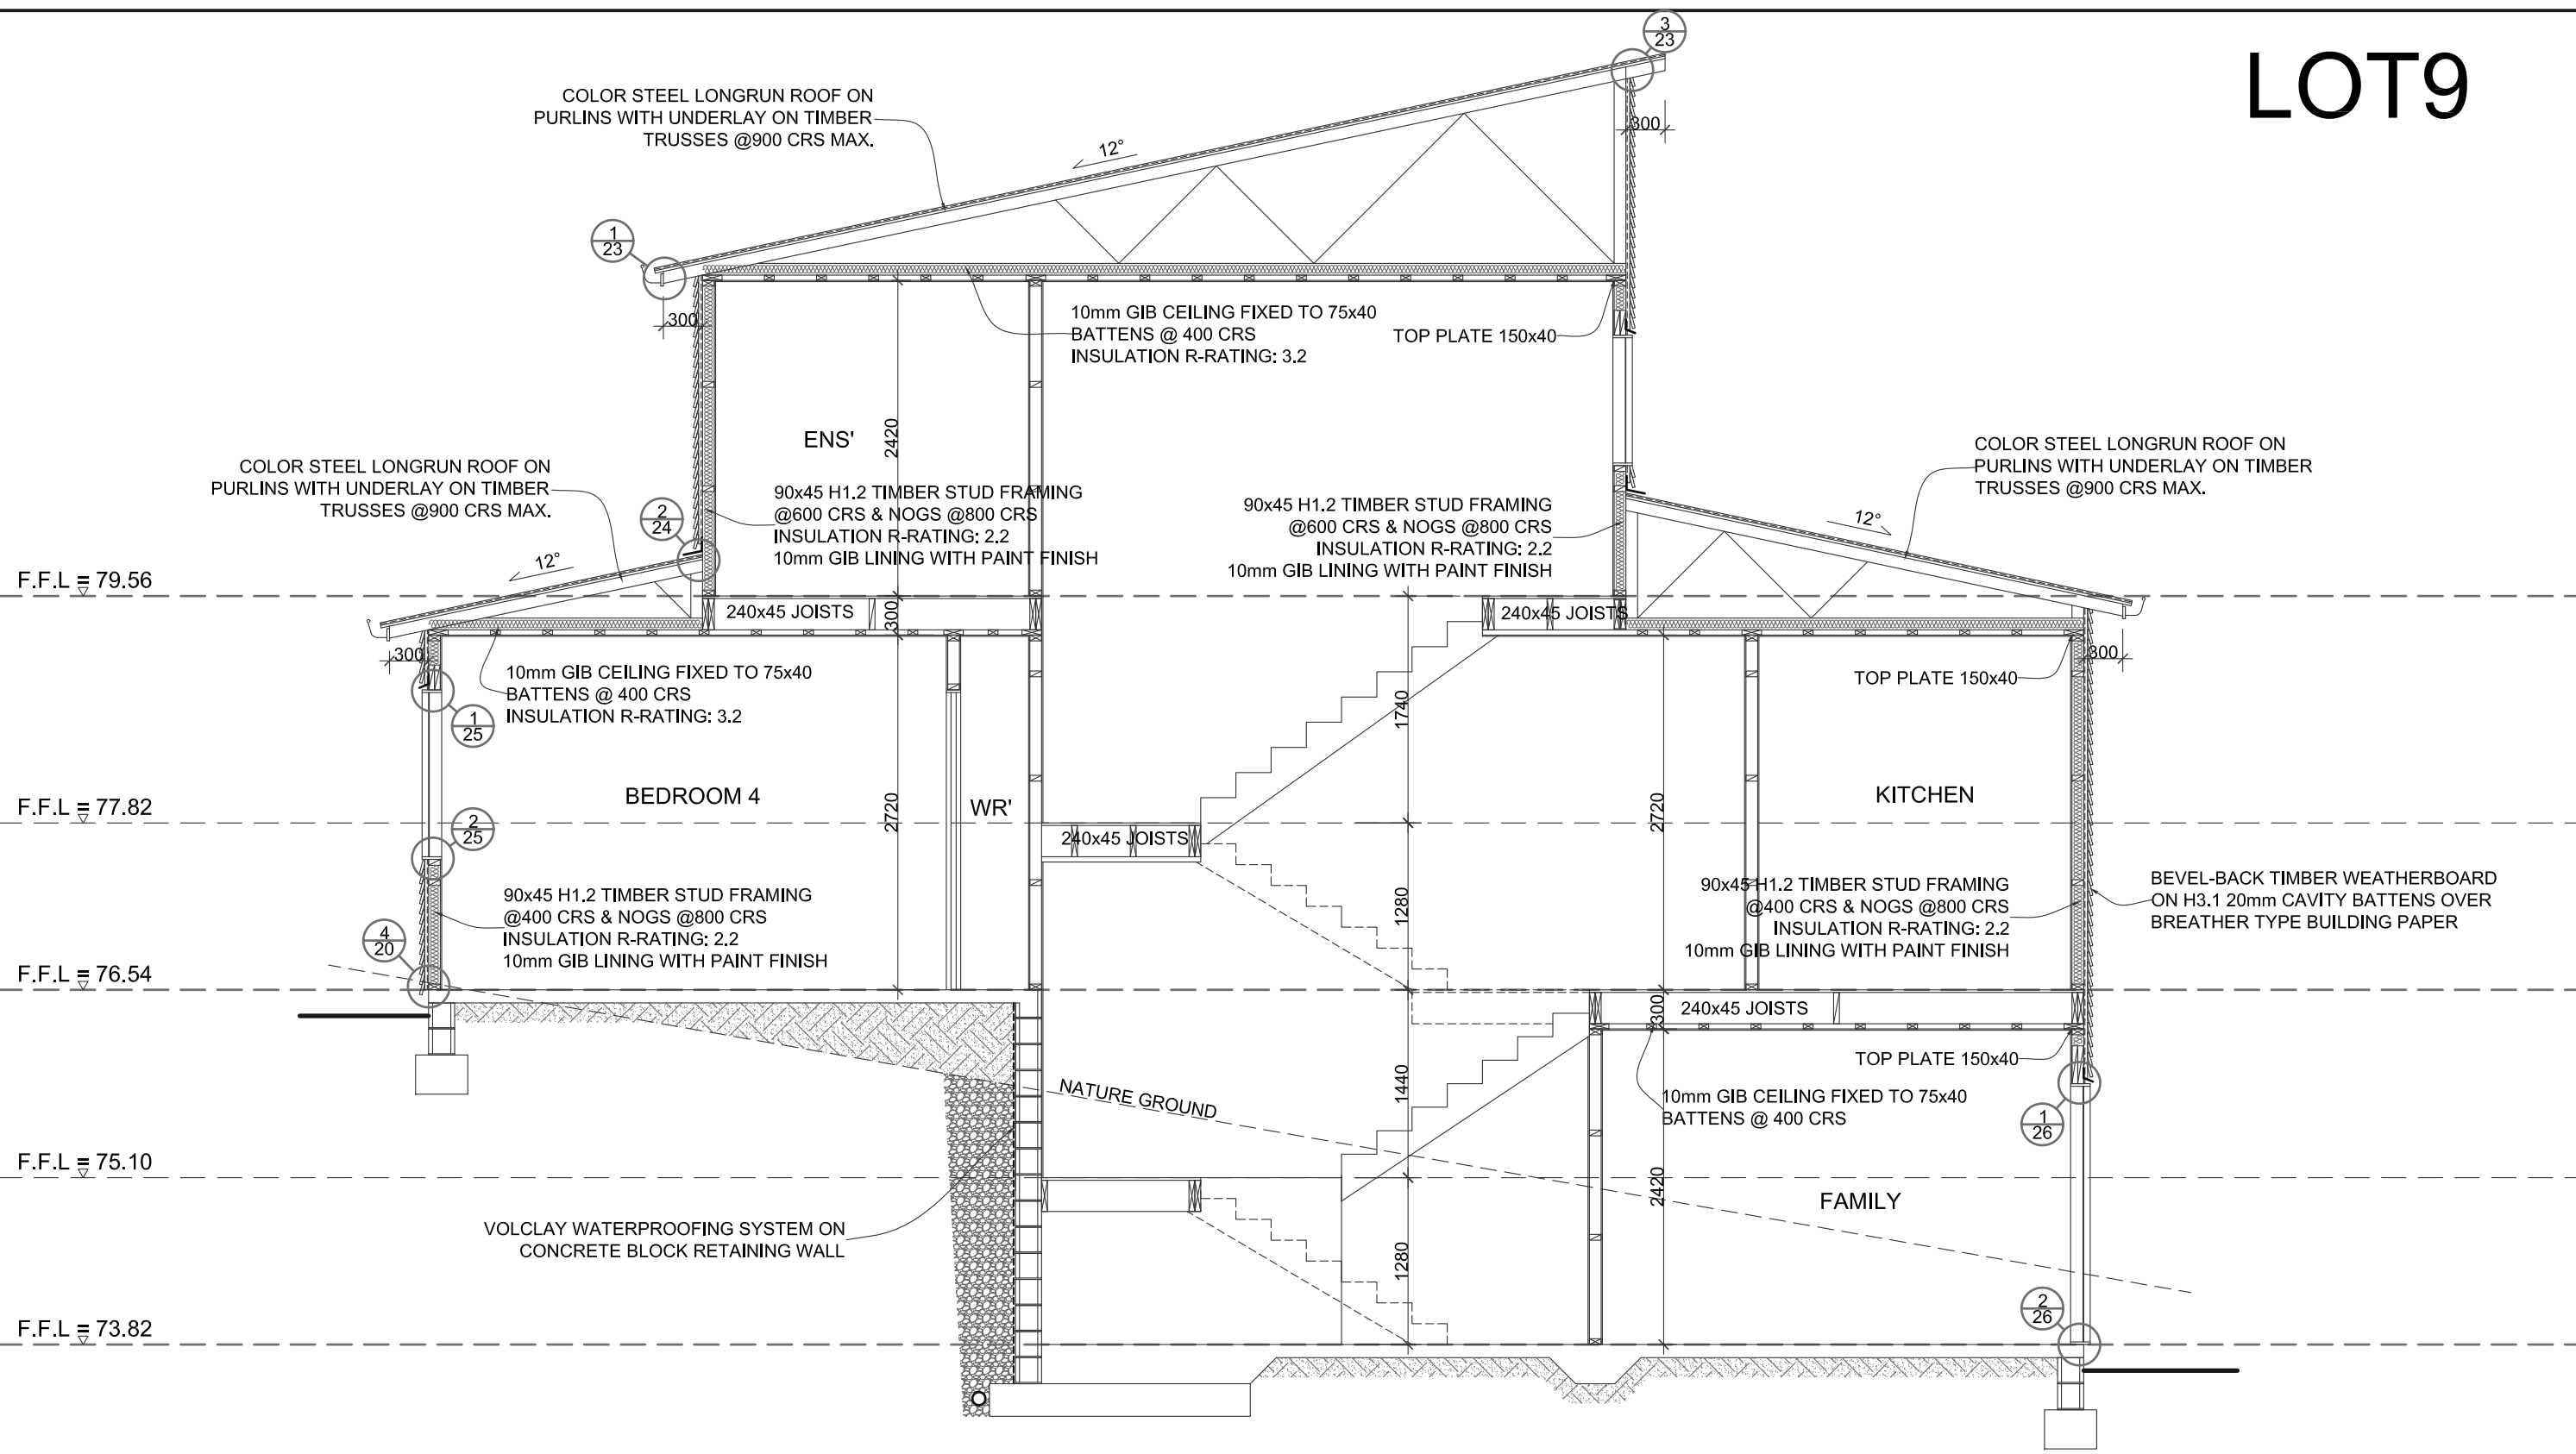 LOT9
3
23
COLOR STEEL LONGRUN ROOF ON
PURLINS WITH UNDERLAY ON TIMBER
TRUSSES @900 CRS MAX.
12°
300
1
23
300
10mm GIB CEILING FIXED TO 75x40
BATTENS @ 400 CRS
INSULATION R-RATING: 3.2
TOP PLATE 150x40
ENS'
2420
COLOR STEEL LONGRUN ROOF ON
PURLINS WITH UNDERLAY ON TIMBER
TRUSSES @900 CRS MAX.
COLOR STEEL LONGRUN ROOF ON
PURLINS WITH UNDERLAY ON TIMBER
TRUSSES @900 CRS MAX.
90x45 H1.2 TIMBER STUD FRAMING
@600 CRS & NOGS @800 CRS
INSULATION R-RATING: 2.2
10mm GIB LINING WITH PAINT FINISH
90x45 H1.2 TIMBER STUD FRAMING
@600 CRS & NOGS @800 CRS
INSULATION R-RATING: 2.2
10mm GIB LINING WITH PAINT FINISH
2
24
12°
12°
F.F.L = 79.56
240x45 JOISTS
300
240x45 JOISTS
300
300
10mm GIB CEILING FIXED TO 75x40
BATTENS @ 400 CRS
INSULATION R-RATING: 3.2
TOP PLATE 150x40
1
25
1740
BEDROOM 4
WR'
KITCHEN
2720
2720
F.F.L = 77.82
2
25
240x45 JOISTS
90x45 H1.2 TIMBER STUD FRAMING
@400 CRS & NOGS @800 CRS
INSULATION R-RATING: 2.2
10mm GIB LINING WITH PAINT FINISH
1280
90x45 H1.2 TIMBER STUD FRAMING
@400 CRS & NOGS @800 CRS
INSULATION R-RATING: 2.2
10mm GIB LINING WITH PAINT FINISH
BEVEL-BACK TIMBER WEATHERBOARD
ON H3.1 20mm CAVITY BATTENS OVER
BREATHER TYPE BUILDING PAPER
4
20
F.F.L = 76.54
300
240x45 JOISTS
TOP PLATE 150x40
NATURE GROUND
1440
10mm GIB CEILING FIXED TO 75x40
BATTENS @ 400 CRS
1
26
F.F.L = 75.10
2420
FAMILY
VOLCLAY WATERPROOFING SYSTEM ON
CONCRETE BLOCK RETAINING WALL
1280
2
26
F.F.L = 73.82